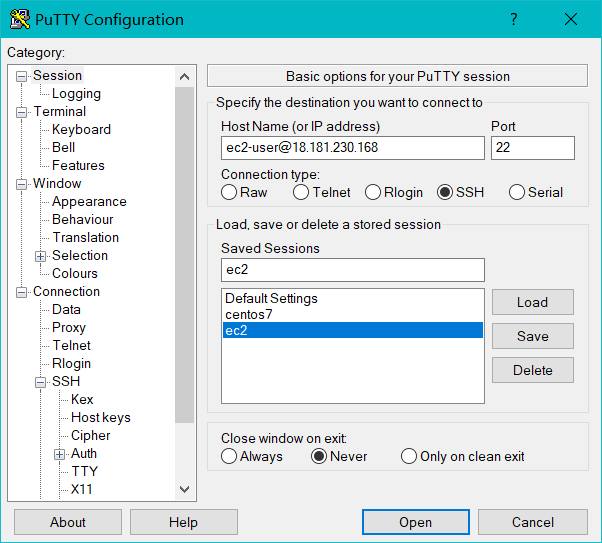 PuTTY Configuration
?
Category:
Session
Logging
Terminal
Keyboard
Bell
Features
Window
Appearance
Behaviour
Translation
Selection
Colours
Connection
Data
Proxy
Telnet
Rlogin
SSH
Kex
Host keys
Cipher
Auth
TTY
X11
Basic options for your PuTTY session
Specify the destination you want to connect to
Host Name (or IP address) Port
ec2-user@18.181.230.168 22
Connection type:
Raw Telnet Rlogin SSH Serial
Load, save or delete a stored session
Saved Sessions
ec2
Default Settings
centos7
ec2
Load
Save
Delete
Close window on exit:
Always Never Only on clean exit
About Help Open Cancel